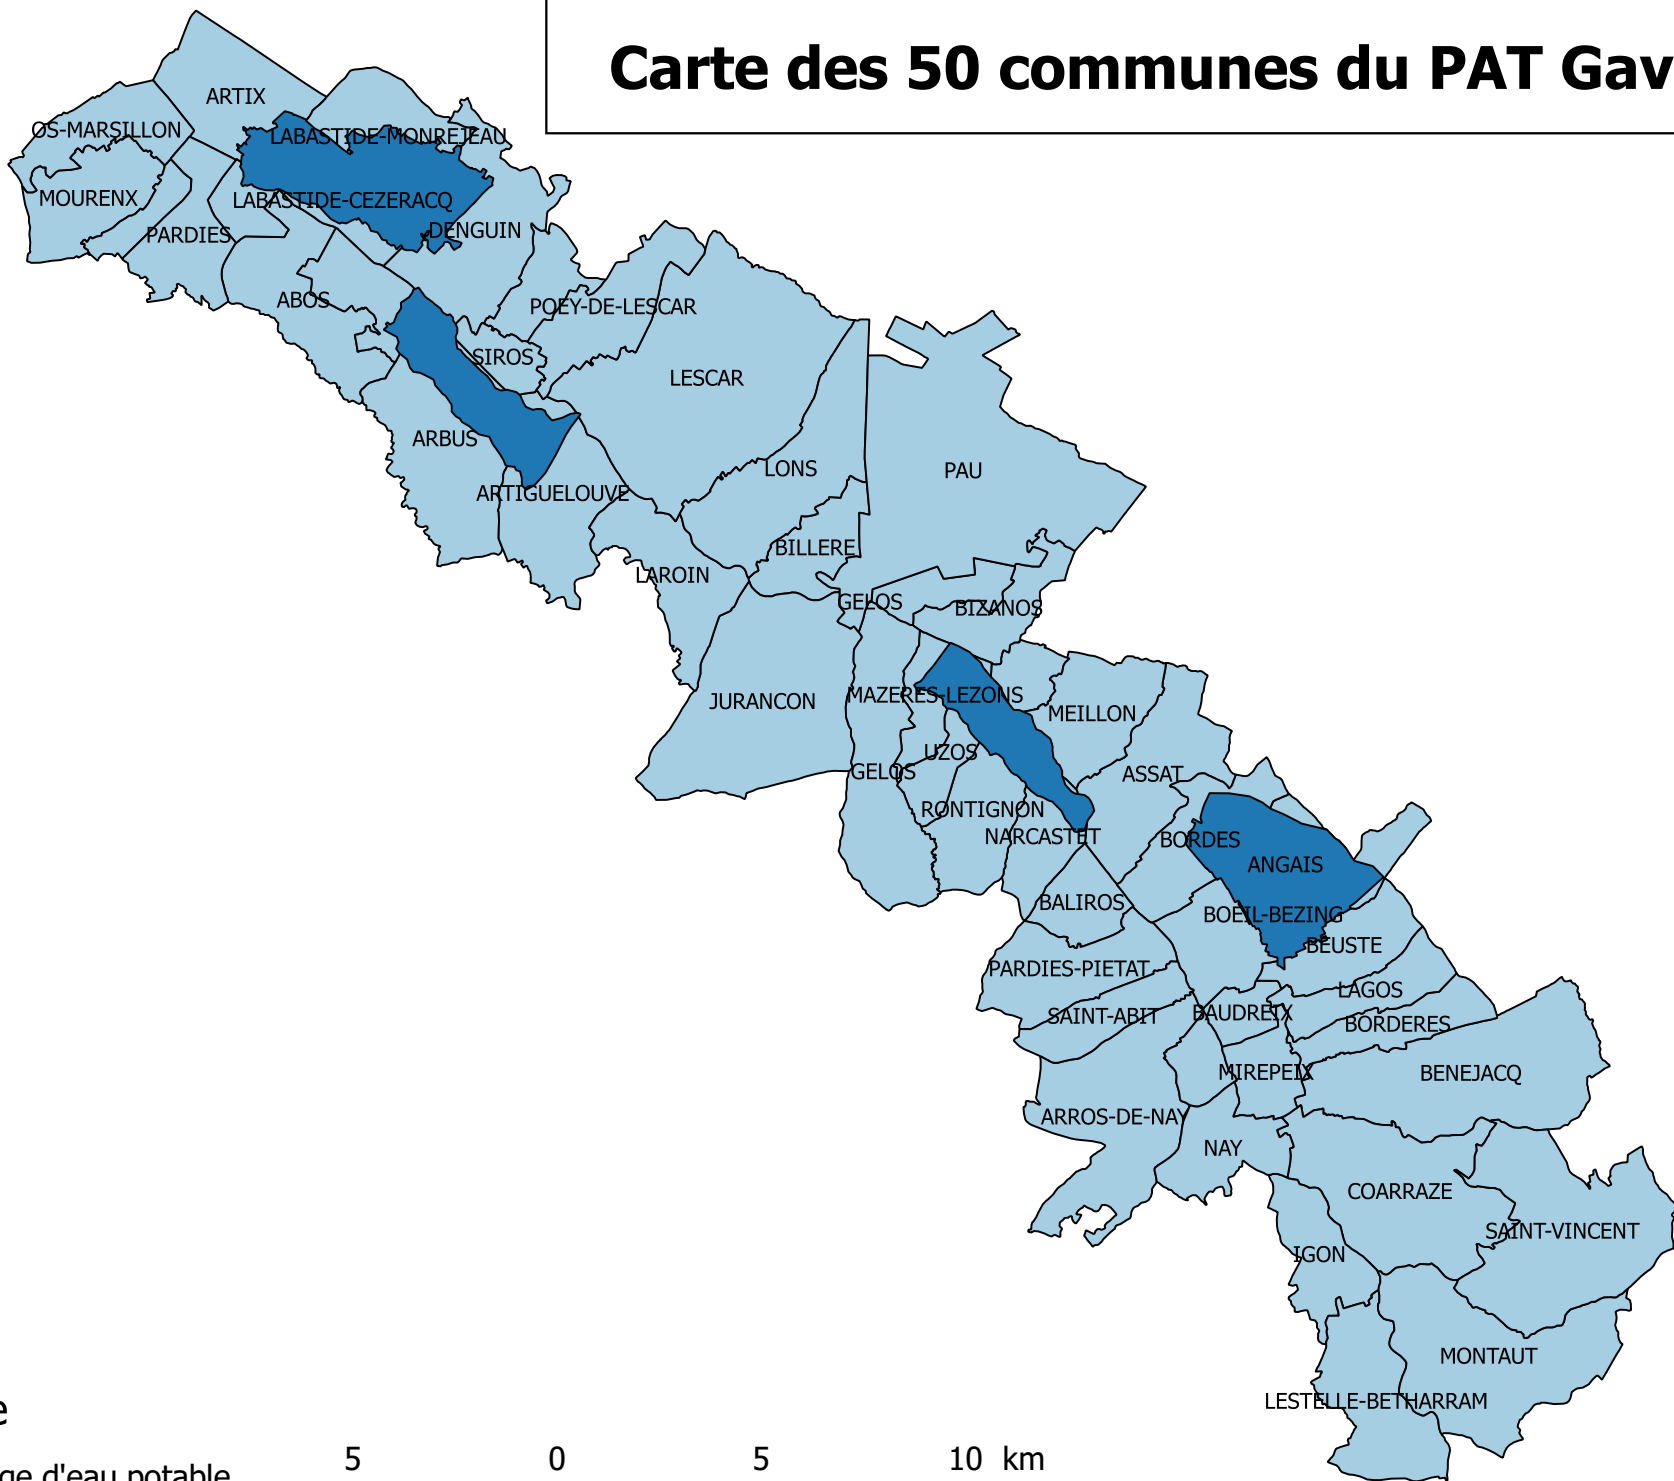 Carte des 50 communes du PAT Gav
ARTIX
OS-MARSILLON
LABASTIDE-MONREJEAU
MOURENX
LABASTIDE-CEZERACQ
PARDIES
DENGUIN
ABOS
POEY-DE-LESCAR
SIROS
LESCAR
ARBUS
LONS
PAU
ARTIGUELOUVE
BILLERE
LAROIN
GELOS
BIZANOS
MAZERES-LEZONS
JURANCON
MEILLON
UZOS
GELOS
ASSAT
RONTIGNON
NARCASTET
BORDES
ANGAIS
BALIROS
BOEIL-BEZING
BEUSTE
PARDIES-PIETAT
LAGOS
SAINT-ABIT
BAUDREIX
BORDERES
MIREPEIX
BENEJACQ
ARROS-DE-NAY
NAY
COARRAZE
SAINT-VINCENT
IGON
MONTAUT
LESTELLE-BETHARRAM
e
ge d'eau potable
5 0 5 10 km